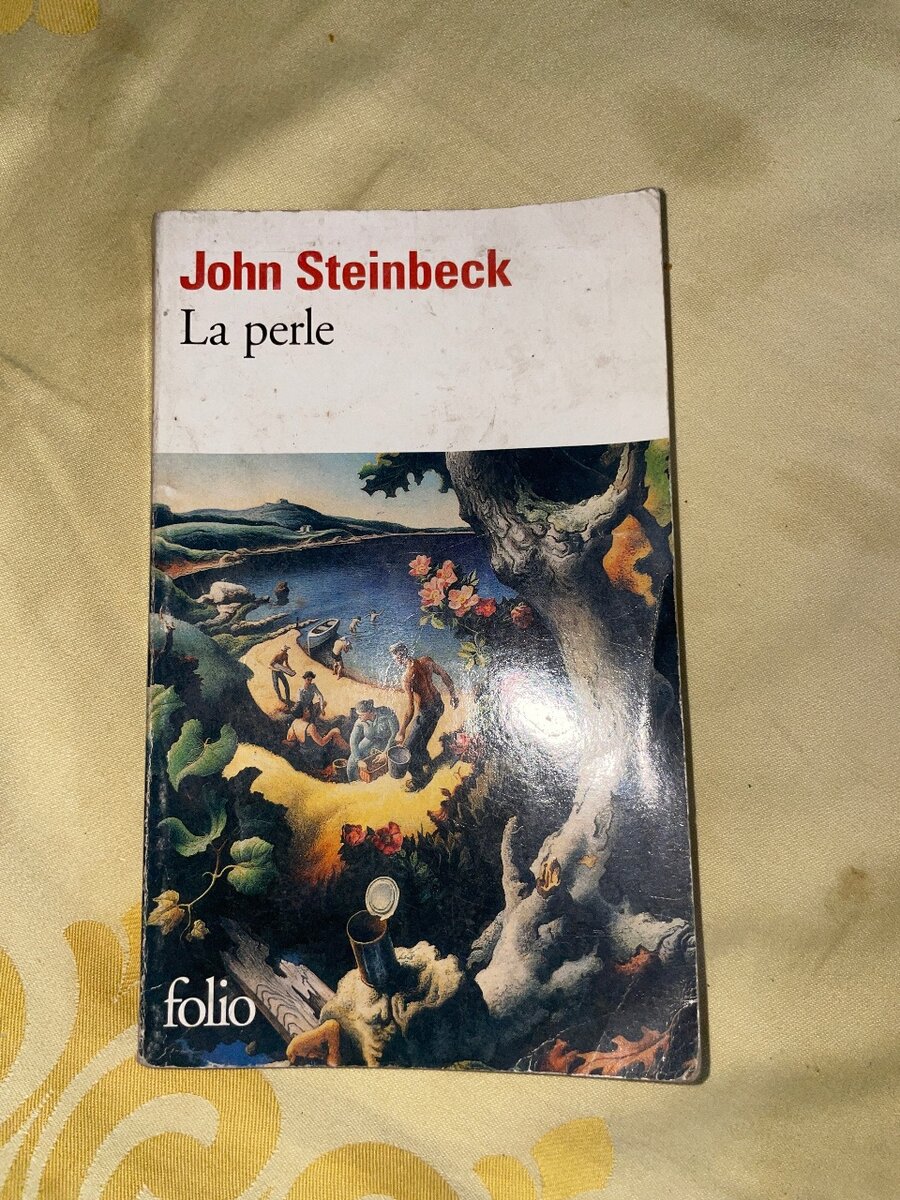 John Steinbeck
La perle
folio